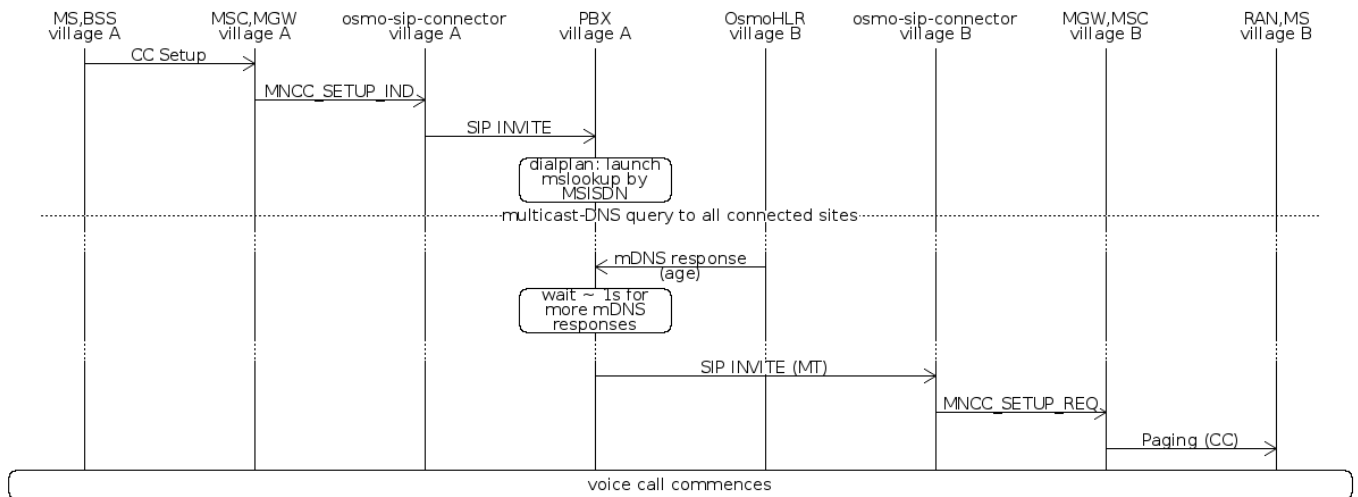 MS,BSS
village A
MSC,MGW
village A
osmo-sip-connector
village A
PBX
village A
OsmoHLR
village B
osmo-sip-connector
village B
MGW,MSC
village B
RAN,MS
village B
CC Setup
MNCC_SETUP_IND
SIP INVITE
dialplan: launch
mslookup by
MSISDN
multicast-DNS query to all connected sites
mDNS response
(age)
wait ~ 1s for
more mDNS
responses
SIP INVITE (MT)
MNCC_SETUP_REQ
Paging (CC)
voice call commences